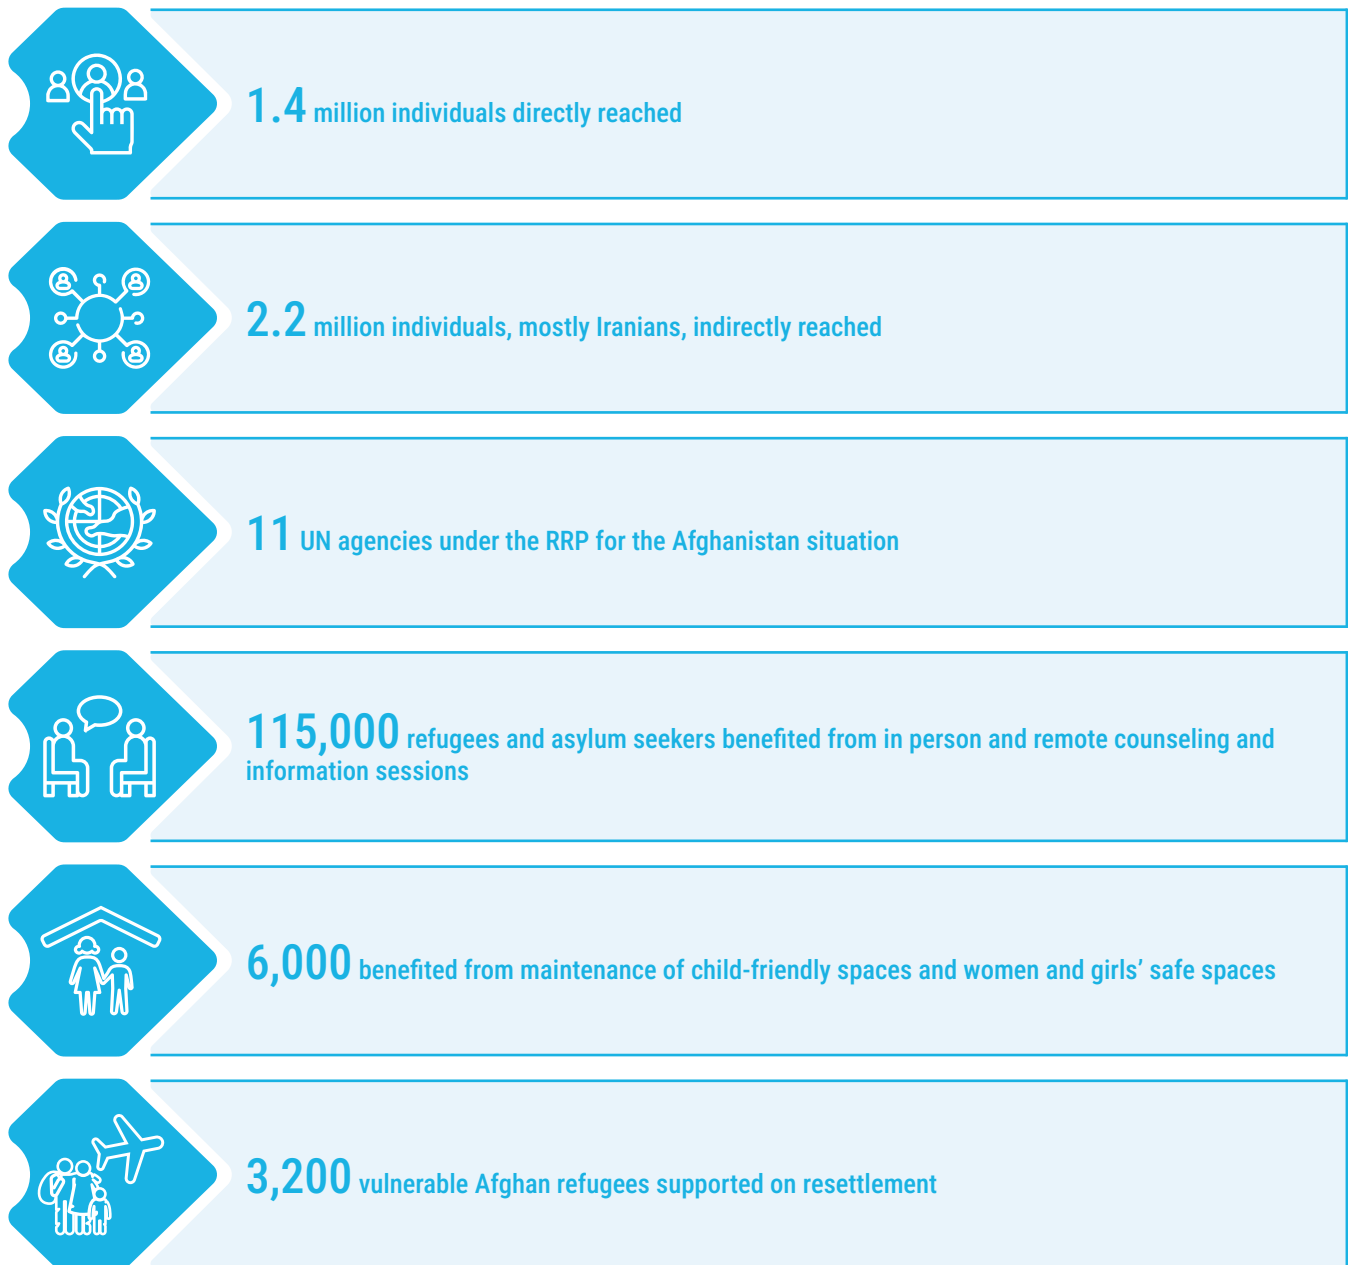 1.4 million individuals directly reached
2.2 million individuals, mostly Iranians, indirectly reached
11 UN agencies under the RRP for the Afghanistan situation
115,000 refugees and asylum seekers benefited from in person and remote counseling and
information sessions
6,000 benefited from maintenance of child-friendly spaces and women and girls’ safe spaces
3,200 vulnerable Afghan refugees supported on resettlement